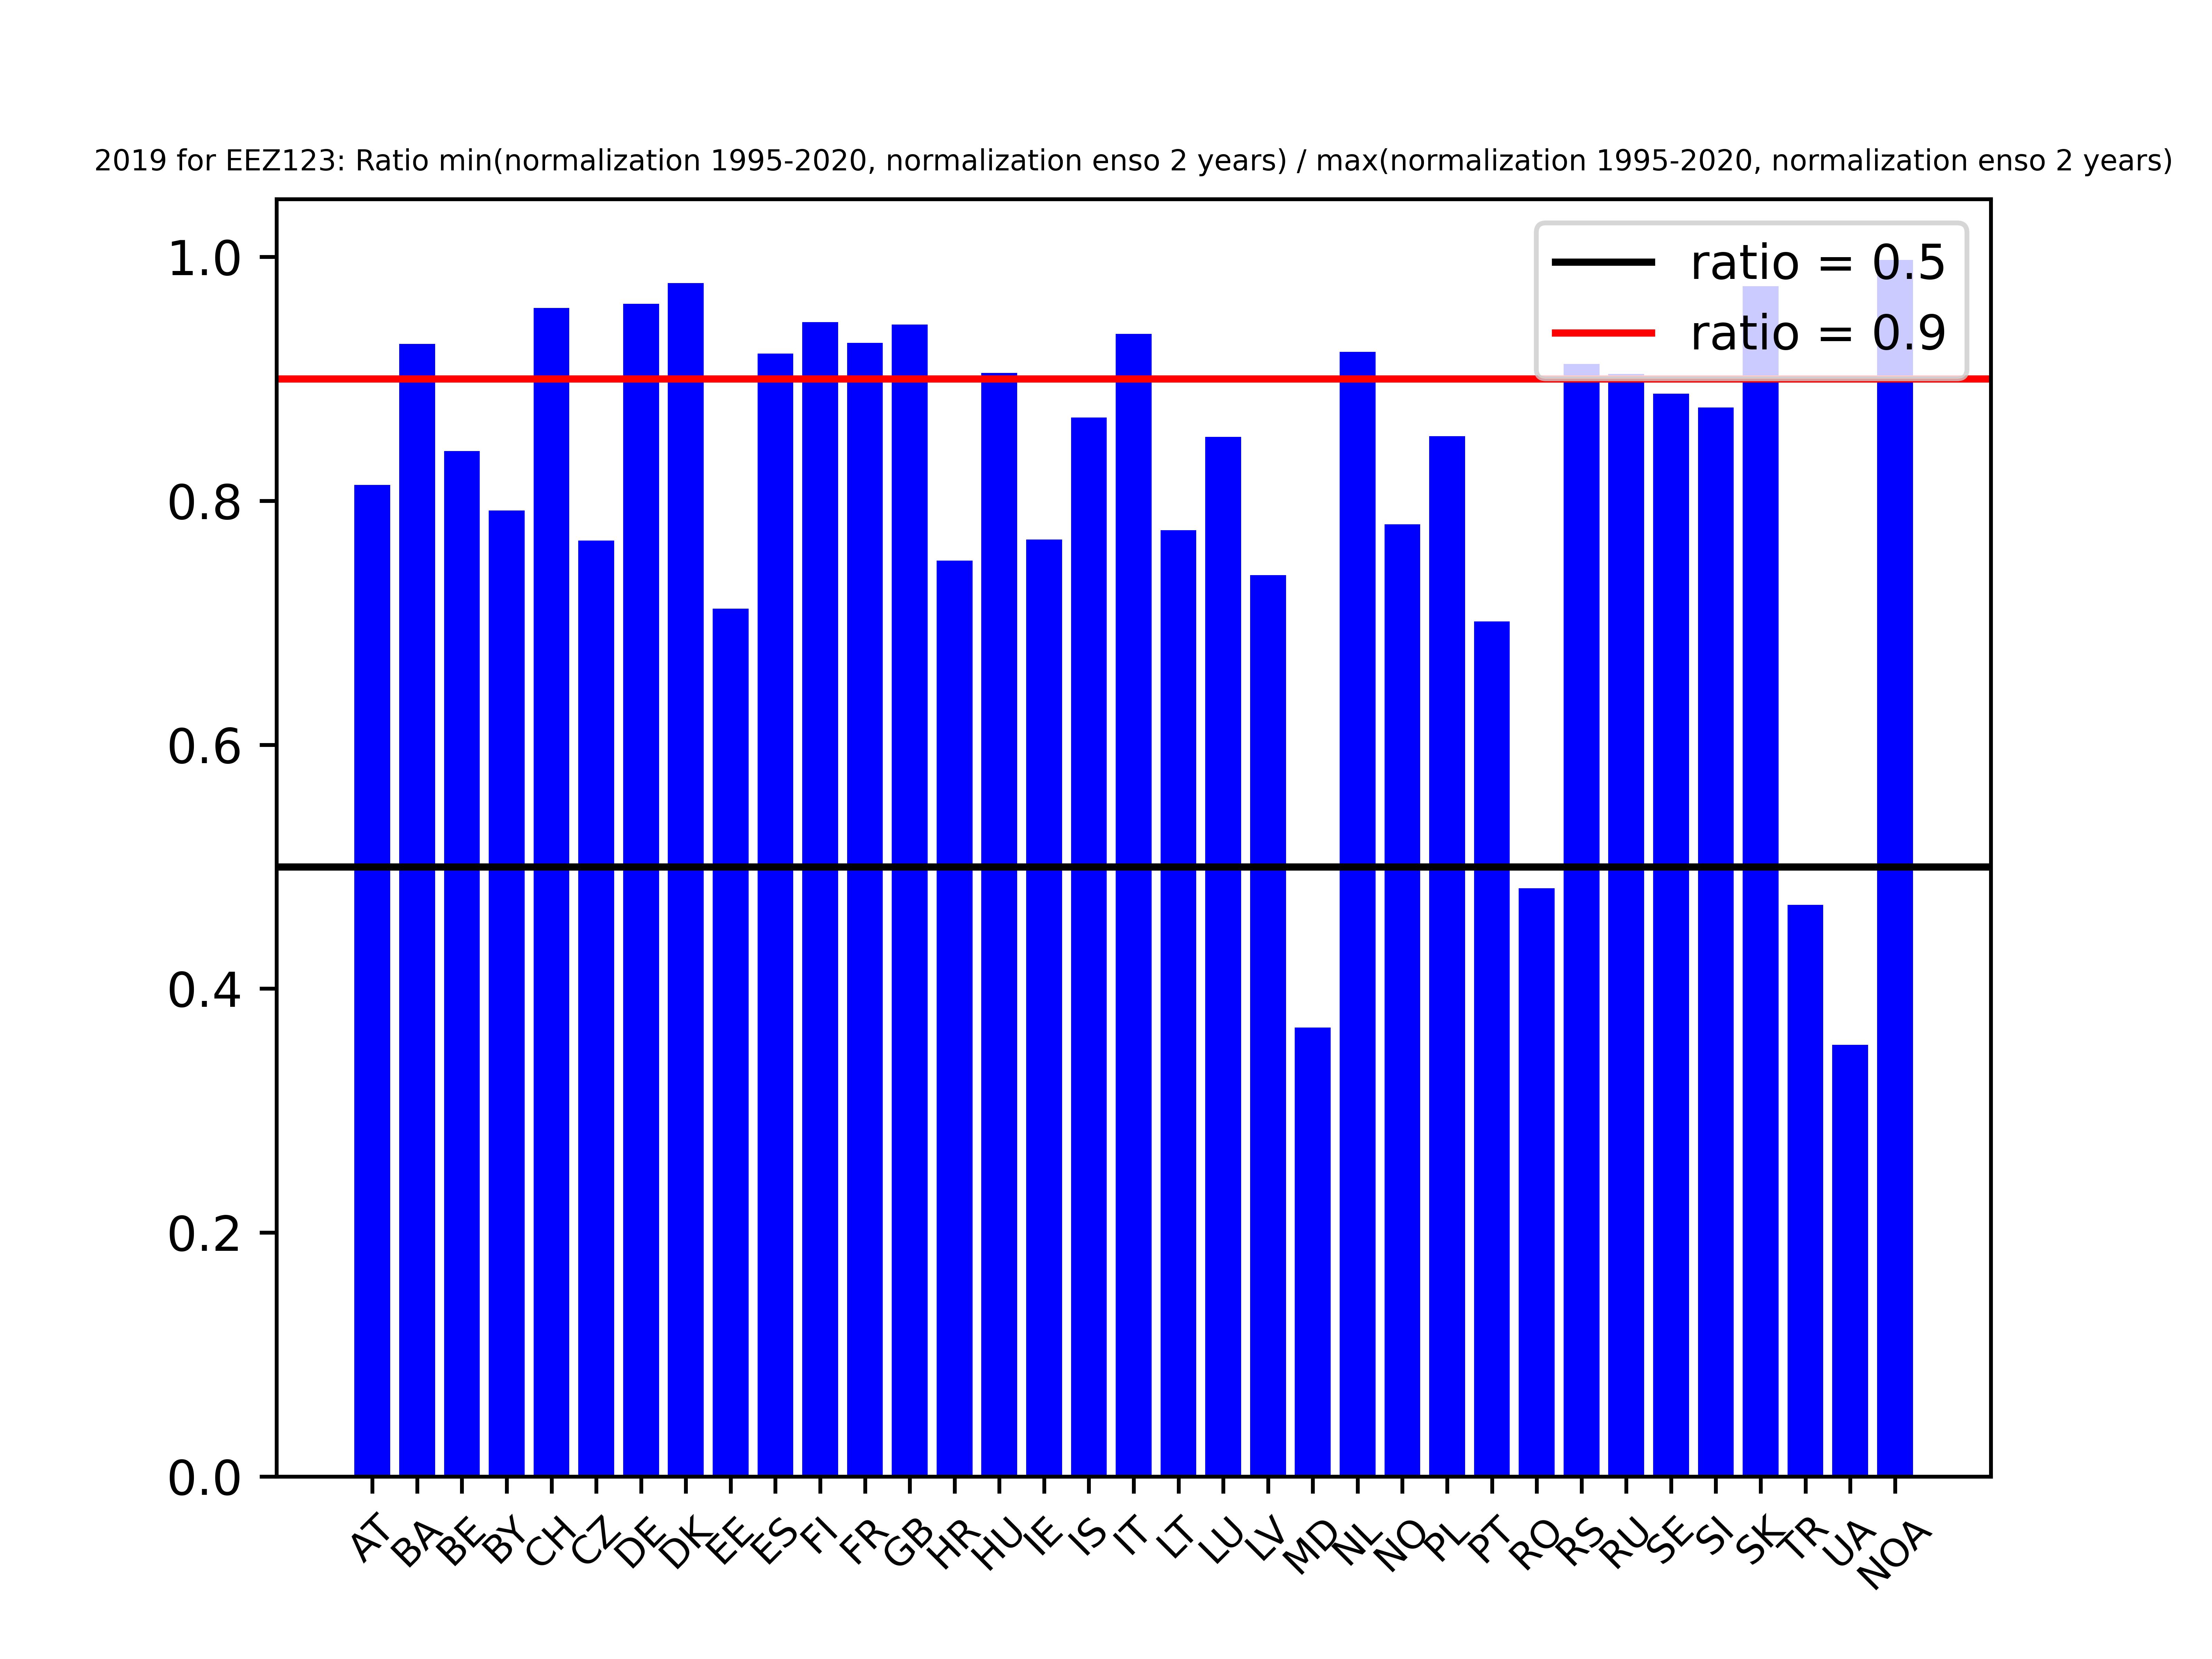 2019 for EEZ123: Ratio min(normalization 1995-2020, normalization enso 2 years) / max(normalization 1995-2020, normalization enso 2 years)
ratio = 0.5
ratio = 0.9
1.0
0.8
0.6
0.4
0.2
0.0
AT BA BE BY CH CZ DE DK EE ES FI FR GB HR HU IE IS IT LT LU LV MD NL NO PL PT RO RS RU SE SI SK TR UA NOA